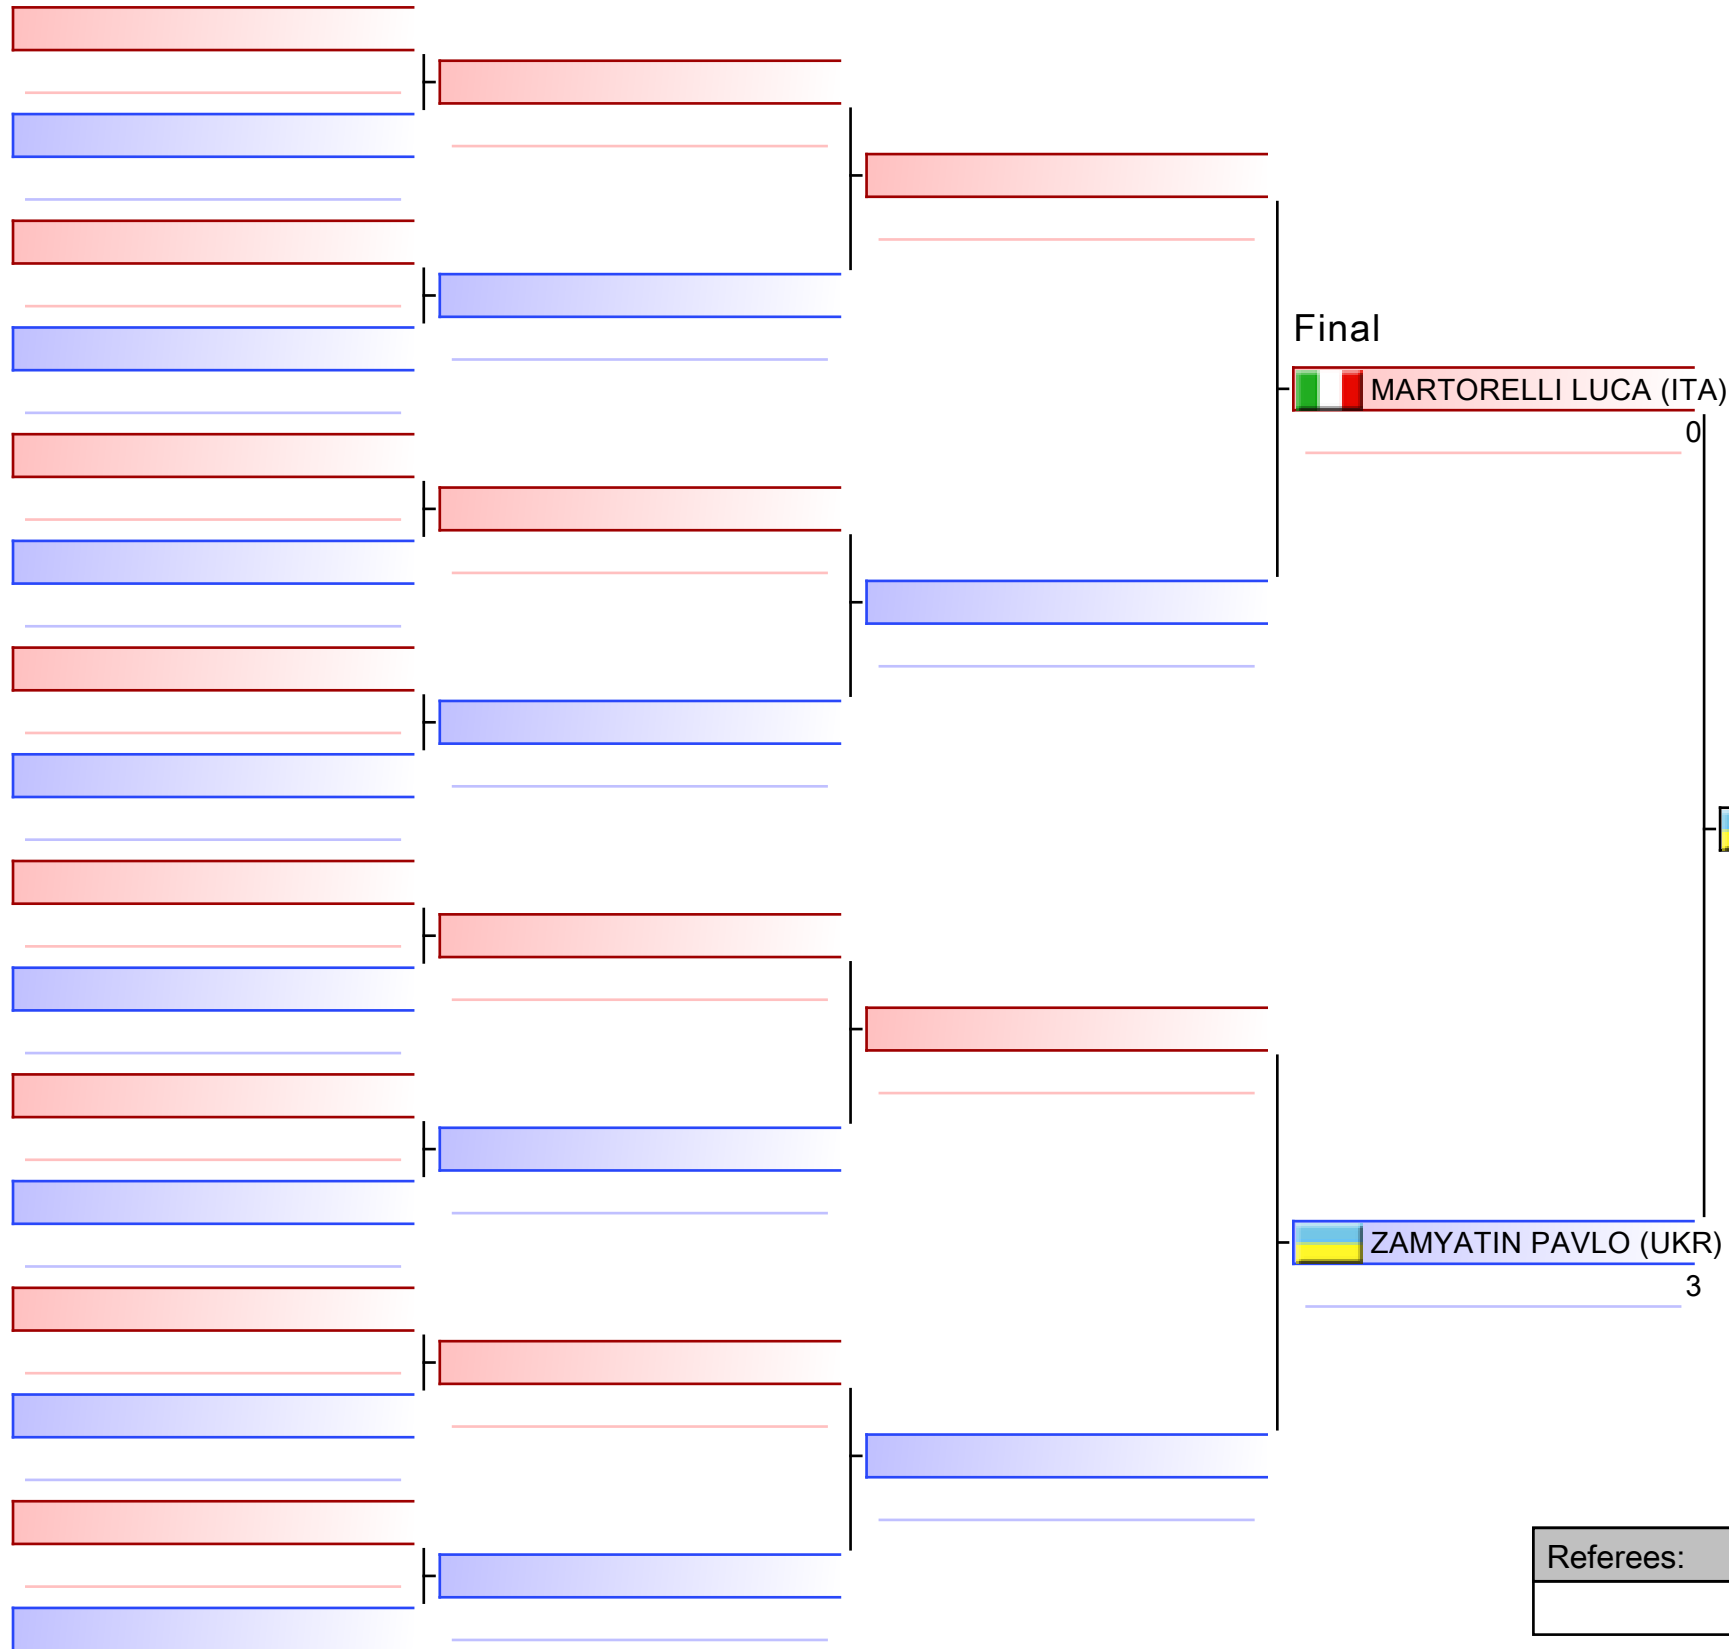 Final
MARTORELLI LUCA (ITA)
0
ZAMYATIN PAVLO (UKR)
3
Referees: